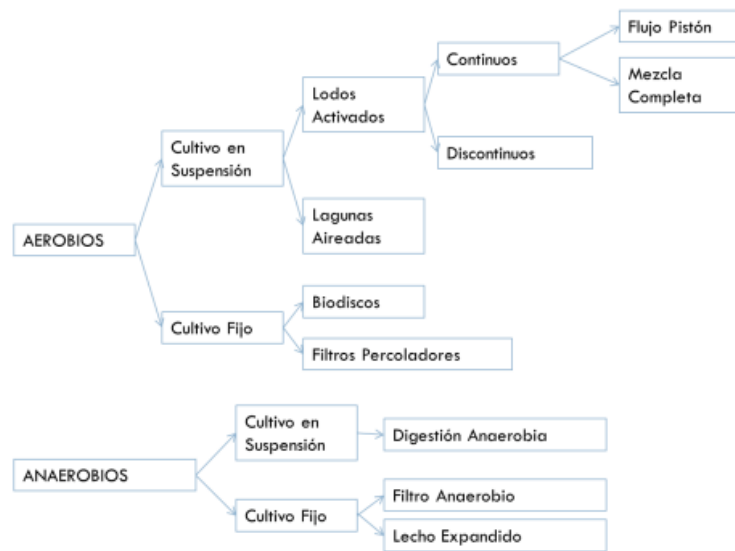 Flujo Pistón
Continuos
Mezcla
Completa
Lodos
Activados
Cultivo en
Suspensión
Discontinuos
Lagunas
Aireadas
AEROBIOS
Biodiscos
Cultivo Fijo
Filtros Percoladores
Cultivo en
Suspensión
Digestión Anaerobia
ANAEROBIOS
Filtro Anaerobio
Cultivo Fijo
Lecho Expandido